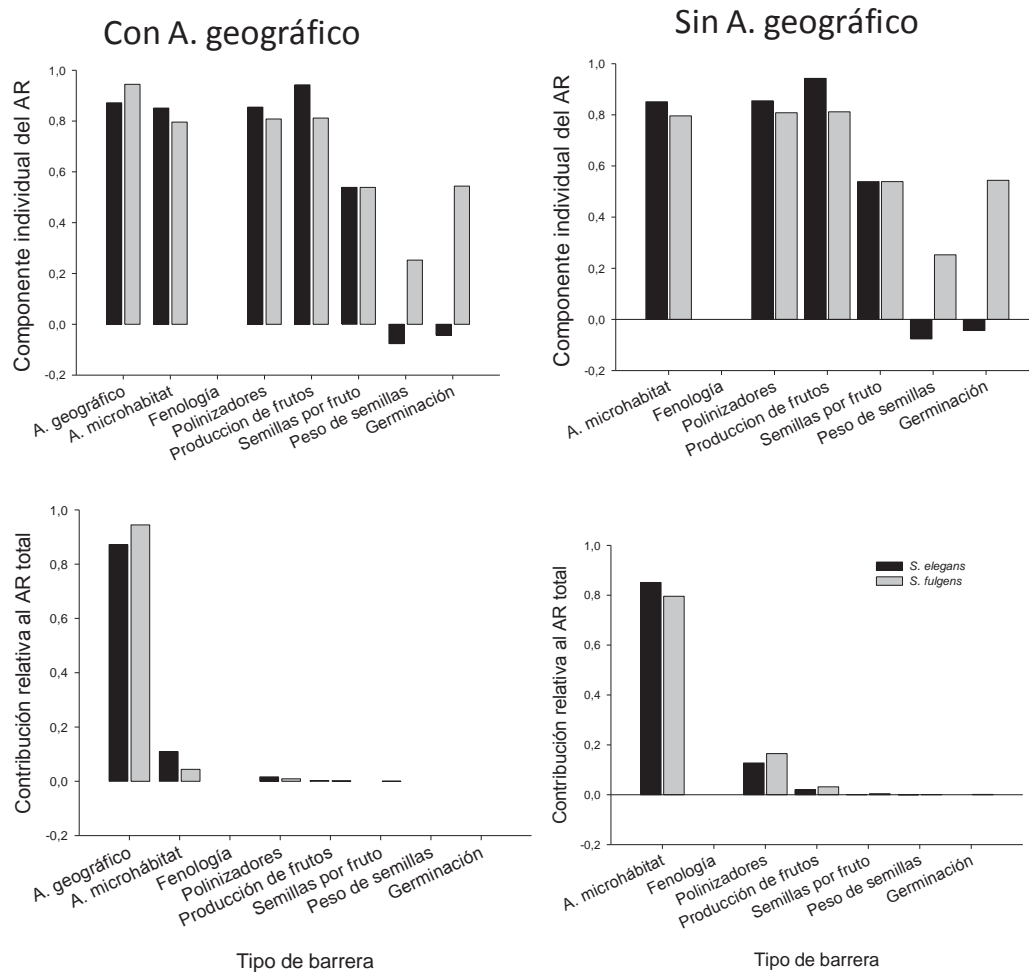 Con A. geográfico
Sin A. geográfico
Componente individual del AR
1,0
0,8
0,6
0,4
0,2
0,0
-0,2
A. geográfico
A. microhabitat
Fenología
Polinizadores
Produccion de frutos
Semillas por fruto
Peso de semillas
Germinación
Componente individual del AR
1,0
0,8
0,6
0,4
0,2
0,0
-0,2
A. microhabitat
Fenología
Polinizadores
Produccion de frutos
Semillas por fruto
Peso de semillas
Germinación
Contribución relativa al AR total
1,0
0,8
0,6
0,4
0,2
0,0
-0,2
A. geográfico
A. microhábitat
Fenología
Polinizadores
Producción de frutos
Semillas por fruto
Peso de semillas
Germinación
Tipo de barrera
Contribución relativa al AR total
1,0
0,8
0,6
0,4
0,2
0,0
-0,2
S. elegans
S. fulgens
A. microhábitat
Fenología
Polinizadores
Producción de frutos
Semillas por fruto
Peso de semillas
Germinación
Tipo de barrera